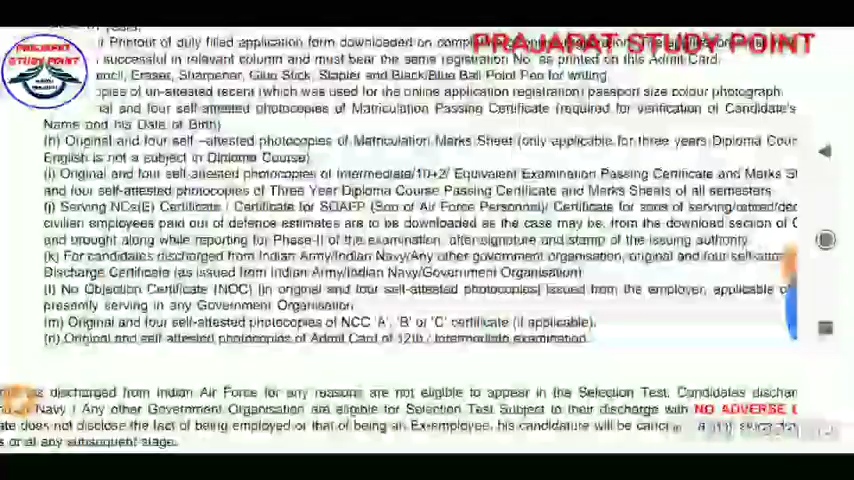 years.
PRAJAPAT STUDY POINT
PRAJAPAT
STUDY POINT
Printout of duly filled application form downloaded on
successful in relevant column and must bear the same registration No. as printed on this Admit Card.
Eraser, Sharpener, Glue Stick, Stapler and Black/Blue Ball Point Pen for writing.
opies of un-attested recent (which was used for the online application registration) passport size colour photograph.
nal and four self-attested photocopies of Matriculation Passing Certificate (required for verification of Candidate's
Name and his Date of Birth)
(h) Original and four self -attested photocopies of Matriculation Marks Sheet (only applicable for three years Diploma Cour
English is not a subject in Diploma Course)
(i) Original and four self-attested photocopies of Intermediate/10+2/ Equivalent Examination Passing Certificate and Marks S
and four self-attested photocopies of Three Year Diploma Course Passing Certificate and Marks Sheets of all semesters
(j) Serving NCs(E) Certificate / Certificate for SOAFP (Son of Air Force Personnel)/ Certificate for sons of serving/retired/dec
civilian employees paid out of defence estimates are to be downloaded as the case may be, from the download section of C
and brought along while reporting for Phase-II of the examination, after signature and stamp of the issuing authority
(k) For candidates discharged from Indian Army/Indian Navy/Any other government organisation, original and four self-attes
Discharge Certificate (as issued from Indian Army/Indian Navy/Government Organisation)
(l) No Objection Certificate (NOC) [in original and four self-attested photocopies] issued from the employer, applicable
presently serving in any Government Organisation
(m) Original and four self-attested photocopies of NCC 'A', 'B' or 'C' certificate (if applicable).
(n) Original and self attested photocopies of Admit Card of 12th / Intermediate examination.
discharged from Indian Air Force for any reasons are not eligible to appear in the Selection Test. Candidates dischar
Navy / Any other Government Organisation are eligible for Selection Test Subject to their discharge with NO ADVERSE
ate does not disclose the fact of being employed or that of being an Ex-employee, his candidature will be
s or at any subsequent stage.